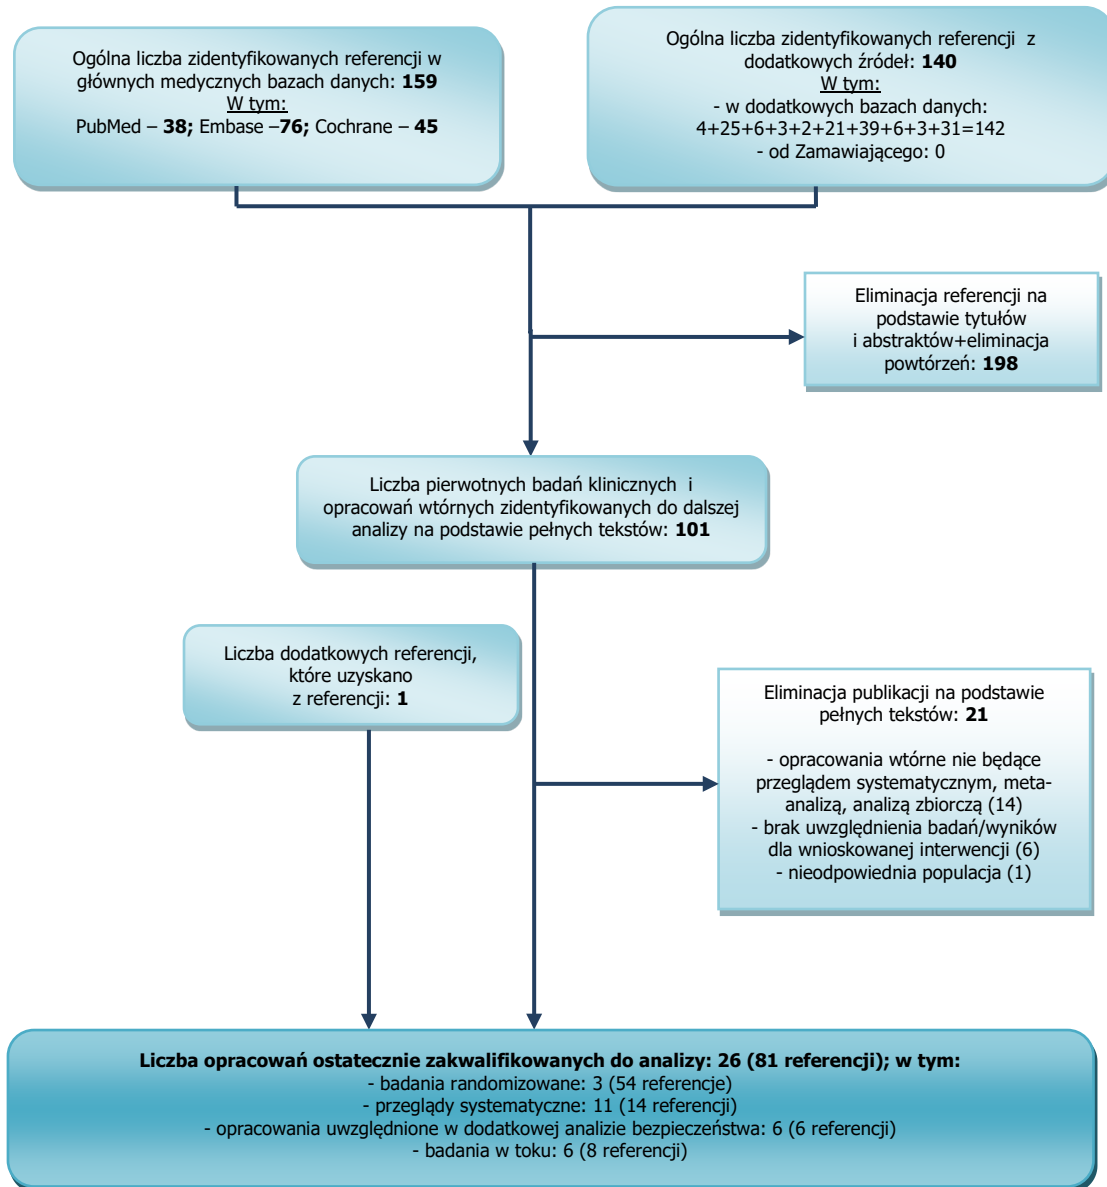 Ogólna liczba zidentyfikowanych referencji w
głównych medycznych bazach danych: 159
W tym:
PubMed – 38; Embase –76; Cochrane – 45
Ogólna liczba zidentyfikowanych referencji z
dodatkowych źródeł: 140
W tym:
- w dodatkowych bazach danych:
4+25+6+3+2+21+39+6+3+31=142
- od Zamawiającego: 0
Eliminacja referencji na
podstawie tytułów
i abstraktów+eliminacja
powtórzeń: 198
Liczba pierwotnych badań klinicznych i
opracowań wtórnych zidentyfikowanych do dalszej
analizy na podstawie pełnych tekstów: 101
Liczba dodatkowych referencji,
które uzyskano
z referencji: 1
Eliminacja publikacji na podstawie
pełnych tekstów: 21
- opracowania wtórne nie będące
przeglądem systematycznym, meta-
analizą, analizą zbiorczą (14)
- brak uwzględnienia badań/wyników
dla wnioskowanej interwencji (6)
- nieodpowiednia populacja (1)
Liczba opracowań ostatecznie zakwalifikowanych do analizy: 26 (81 referencji); w tym:
- badania randomizowane: 3 (54 referencje)
- przeglądy systematyczne: 11 (14 referencji)
- opracowania uwzględnione w dodatkowej analizie bezpieczeństwa: 6 (6 referencji)
- badania w toku: 6 (8 referencji)